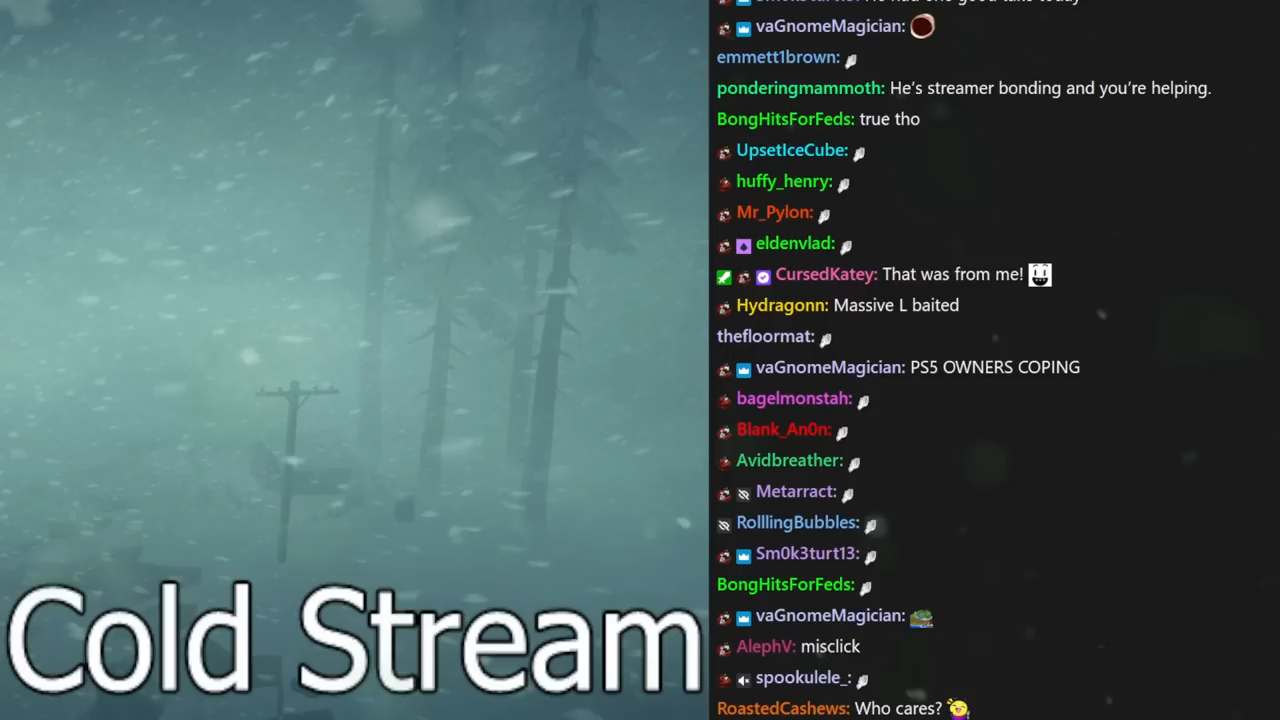 vaGnomeMagician:
emmett1brown:
ponderingmammoth: He’s streamer bonding and you’re helping.
BongHitsForFeds: true tho
UpsetIceCube:
huffy_henry:
Mr_Pylon:
eldenvlad:
CursedKatey: That was from me!
Hydragonn: Massive L baited
thefloormat:
vaGnomeMagician: PS5 OWNERS COPING
bagelmonstah:
Blank_An0n:
Avidbreather:
Metarract:
RolllingBubbles:
Sm0k3turt13:
BongHitsForFeds:
vaGnomeMagician:
AlephV: misclick
spookulele_:
RoastedCashews: Who cares?
Cold Stream